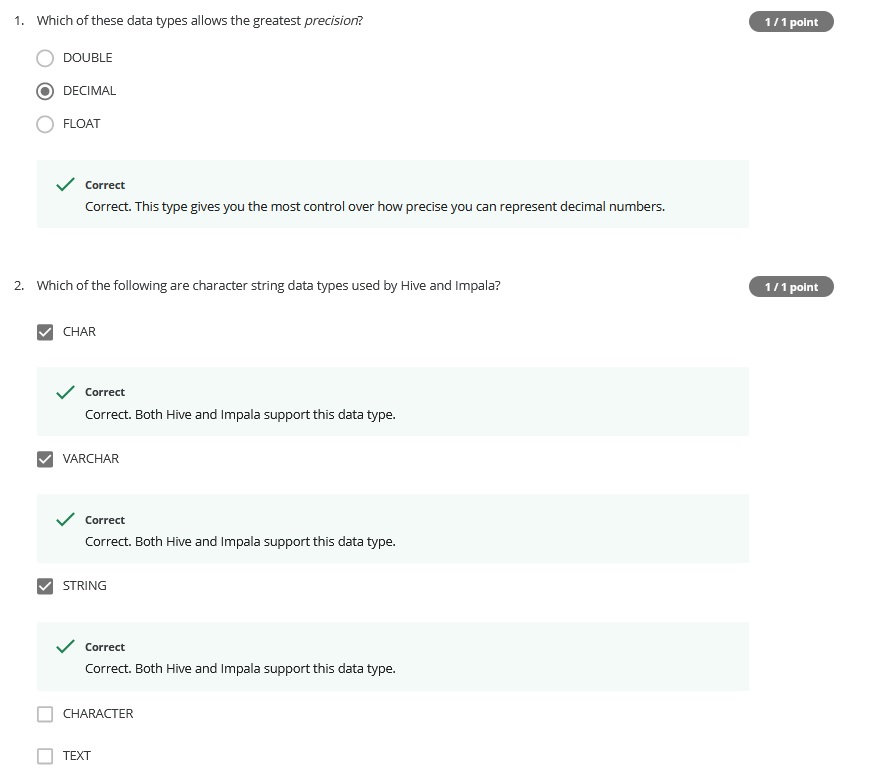 1. Which of these data types allows the greatest precision?
1 / 1 point
DOUBLE
DECIMAL
FLOAT
Correct
Correct. This type gives you the most control over how precise you can represent decimal numbers.
2. Which of the following are character string data types used by Hive and Impala?
1 / 1 point
CHAR
Correct
Correct. Both Hive and Impala support this data type.
VARCHAR
Correct
Correct. Both Hive and Impala support this data type.
STRING
Correct
Correct. Both Hive and Impala support this data type.
CHARACTER
TEXT